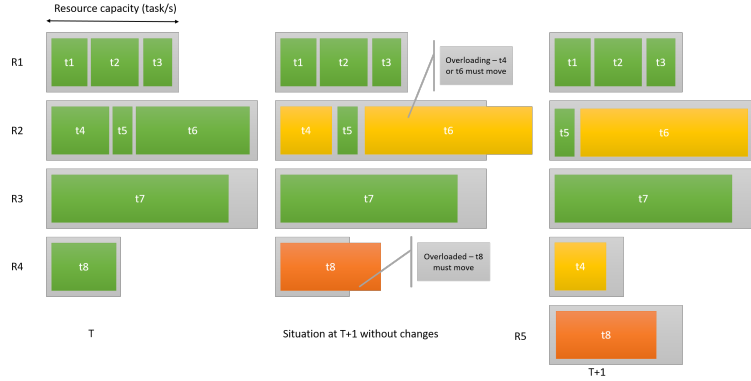 Resource capacity (task/s)
R1
t1 t2 t3
t1 t2 t3
Overloading – t4
or t6 must move
t1 t2 t3
R2
t4 t5 t6
t4 t5 t6
t5 t6
R3
t7
t7
t7
R4
t8
t8
Overloaded – t8
must move
t4
T
Situation at T+1 without changes
R5
t8
T+1